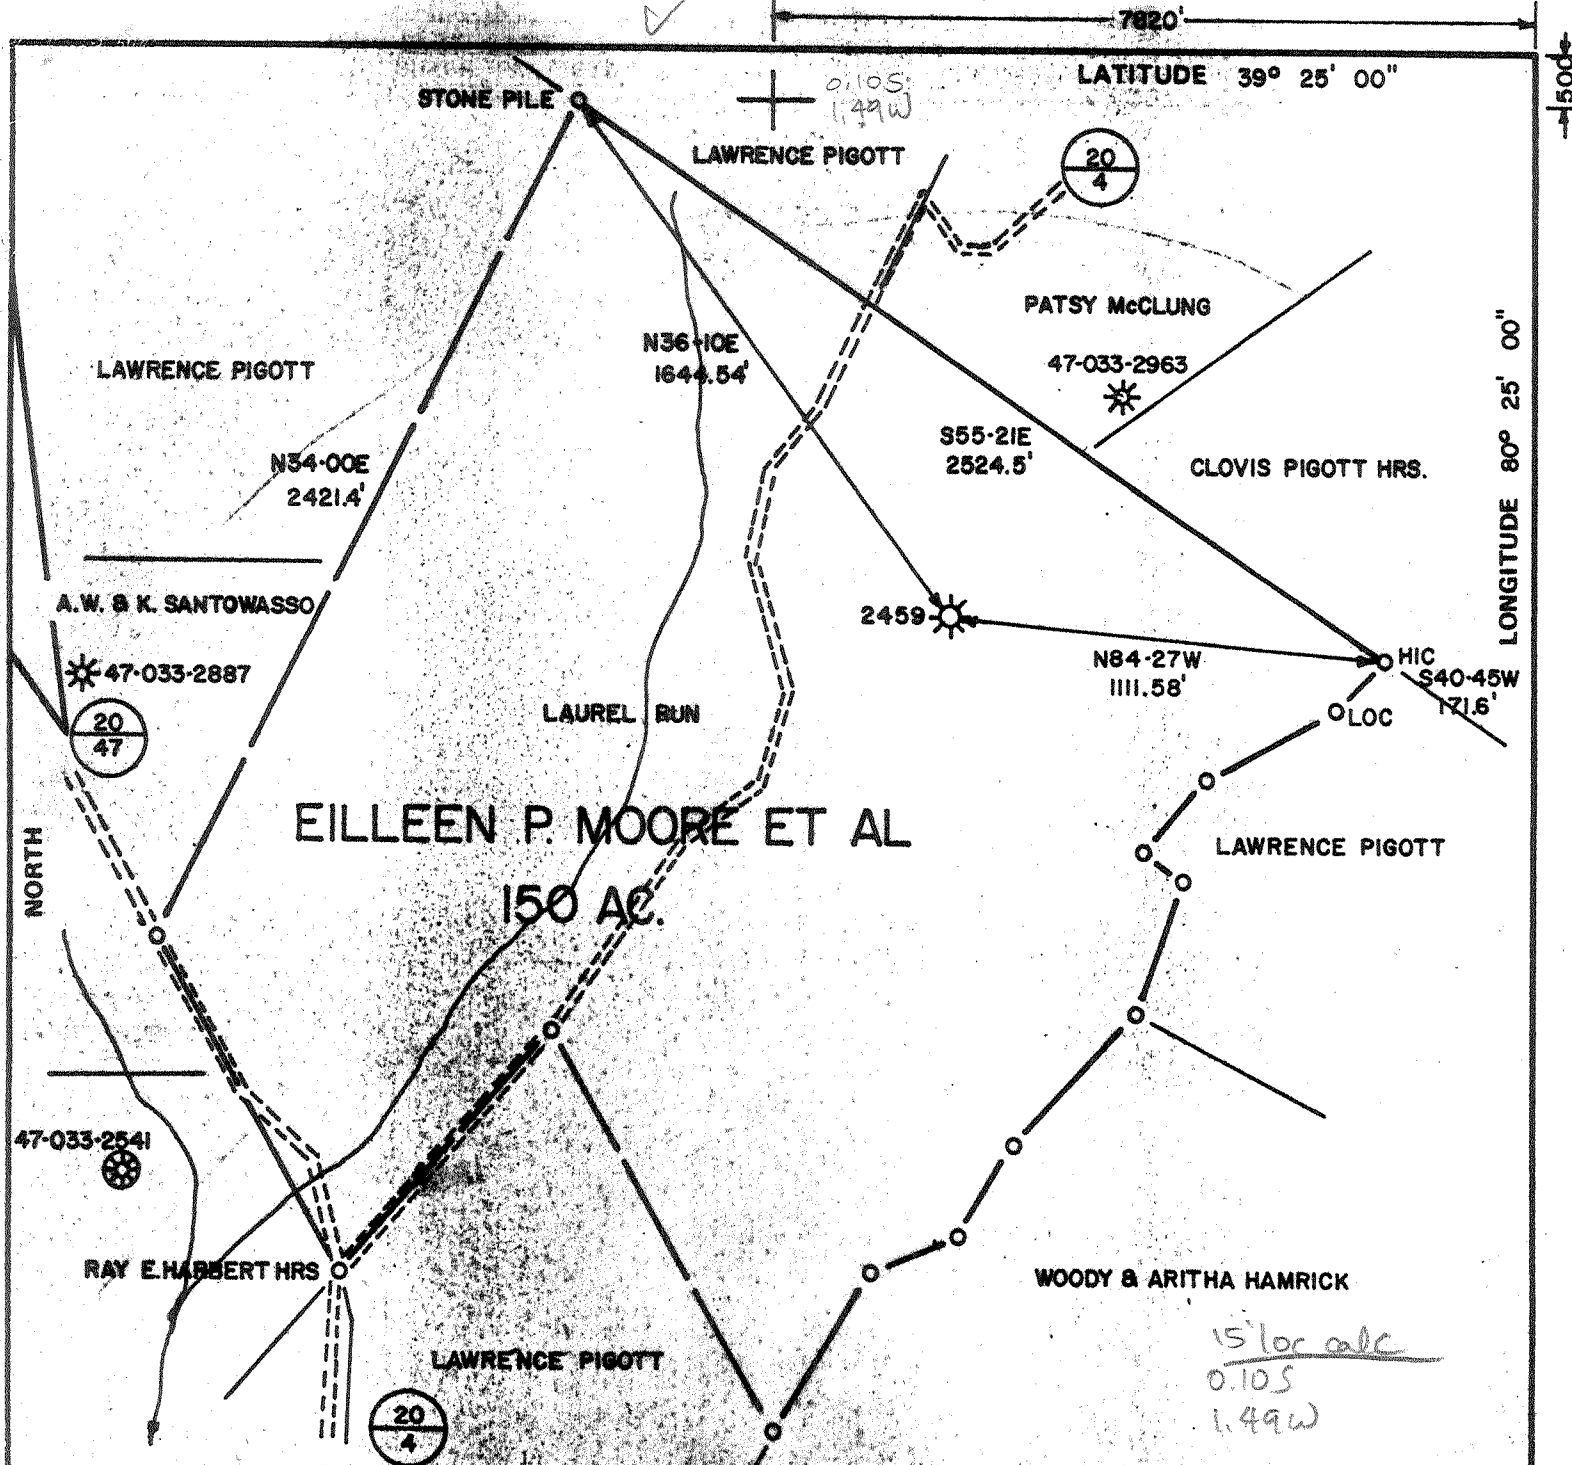 7820'
500
LATITUDE 39° 25' 00"
STONE PILE
0.10S
1.49W
LAWRENCE PIGOTT
20
4
PATSY McCLUNG
47-033-2963
LAWRENCE PIGOTT
N36-10E
1644.54'
LONGITUDE 80° 25' 00"
N34-00E
2421.4'
S55-21E
2524.5'
CLOVIS PIGOTT HRS.
A.W. & K. SANTOWASSO
2459
47-033-2887
N84-27W
1111.58'
HIC
S40-45W
171.6'
LOC
20
47
LAUREL RUN
EILLEEN P. MOORE ET AL
150 AC.
NORTH
LAWRENCE PIGOTT
47-033-2541
RAY E. HARBERT HRS
WOODY & ARITHA HAMRICK
LAWRENCE PIGOTT
20
4
15' loc calc
0.10S
1.49W